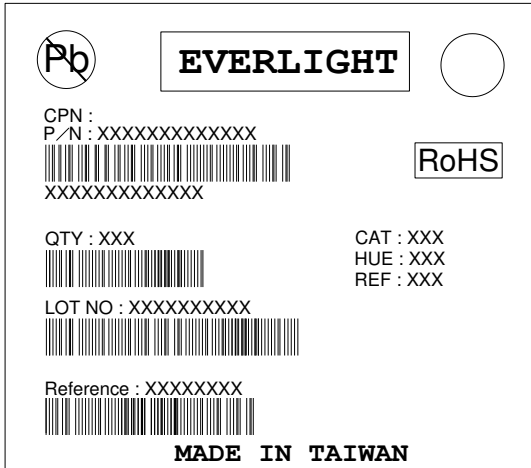 Pb EVERLIGHT
CPN :
P/N : XXXXXXXXXXXXX
RoHS
XXXXXXXXXXXXX
QTY : XXX
CAT : XXX
HUE : XXX
REF : XXX
LOT NO : XXXXXXXXXX
Reference : XXXXXXXX
MADE IN TAIWAN